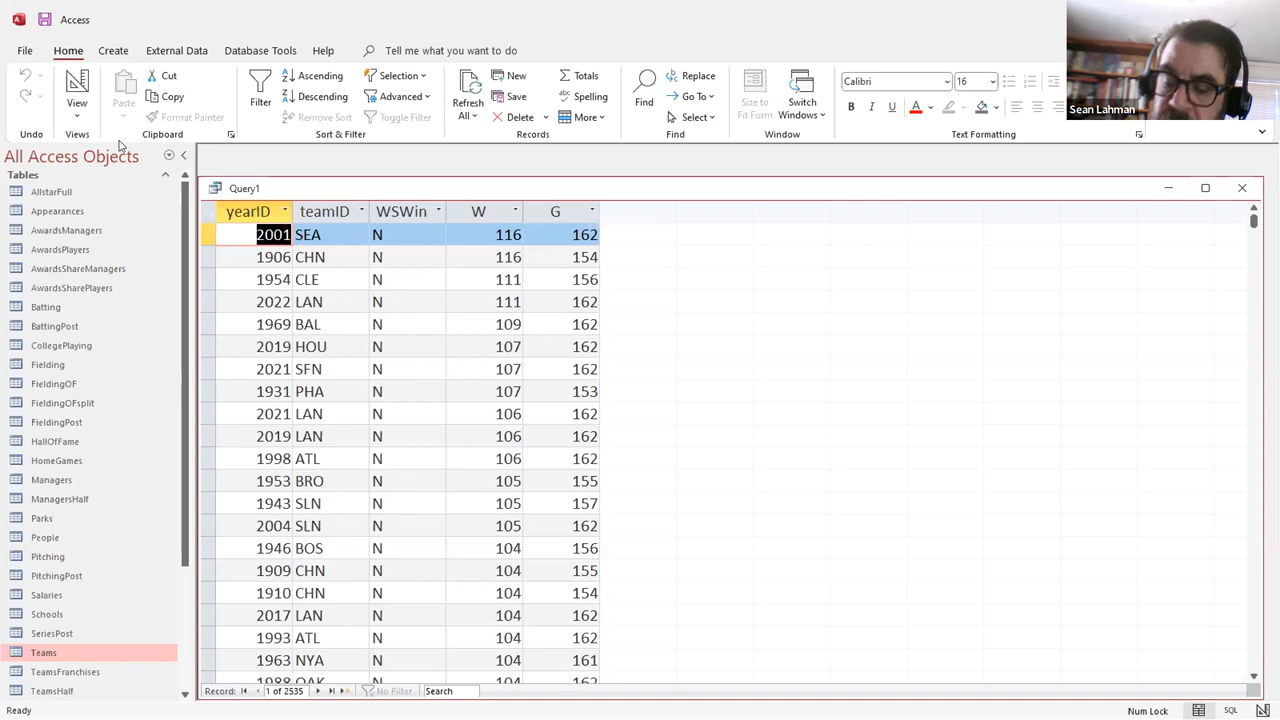 Access
File Home Create External Data Database Tools Help Tell me what you want to do
Sean Lahman
View Paste Cut Copy Format Painter Filter Ascending Descending Remove Sort Selection Advanced Toggle Filter Refresh All New Save Delete Totals Spelling More Find Replace Go To Select Size to Fit Form Switch Windows Calibri 16 B I U A
Undo Views Clipboard Sort & Filter Records Find Window Text Formatting
All Access Objects
Tables
AllstarFull
Appearances
AwardsManagers
AwardsPlayers
AwardsShareManagers
AwardsSharePlayers
Batting
BattingPost
CollegePlaying
Fielding
FieldingOF
FieldingOFsplit
FieldingPost
HallOfFame
HomeGames
Managers
ManagersHalf
Parks
People
Pitching
PitchingPost
Salaries
Schools
SeriesPost
Teams
TeamsFranchises
TeamsHalf
Query1
yearID teamID WSWin W G
2001 SEA N 116 162
1906 CHN N 116 154
1954 CLE N 111 156
2022 LAN N 111 162
1969 BAL N 109 162
2019 HOU N 107 162
2021 SFN N 107 162
1931 PHA N 107 153
2021 LAN N 106 162
2019 LAN N 106 162
1998 ATL N 106 162
1953 BRO N 105 155
1943 SLN N 105 157
2004 SLN N 105 162
1946 BOS N 104 156
1909 CHN N 104 155
1910 CHN N 104 154
2017 LAN N 104 162
1993 ATL N 104 162
1963 NYA N 104 161
1988 OAK N 104 162
Record: 1 of 2535 No Filter Search
Ready Num Lock SQL